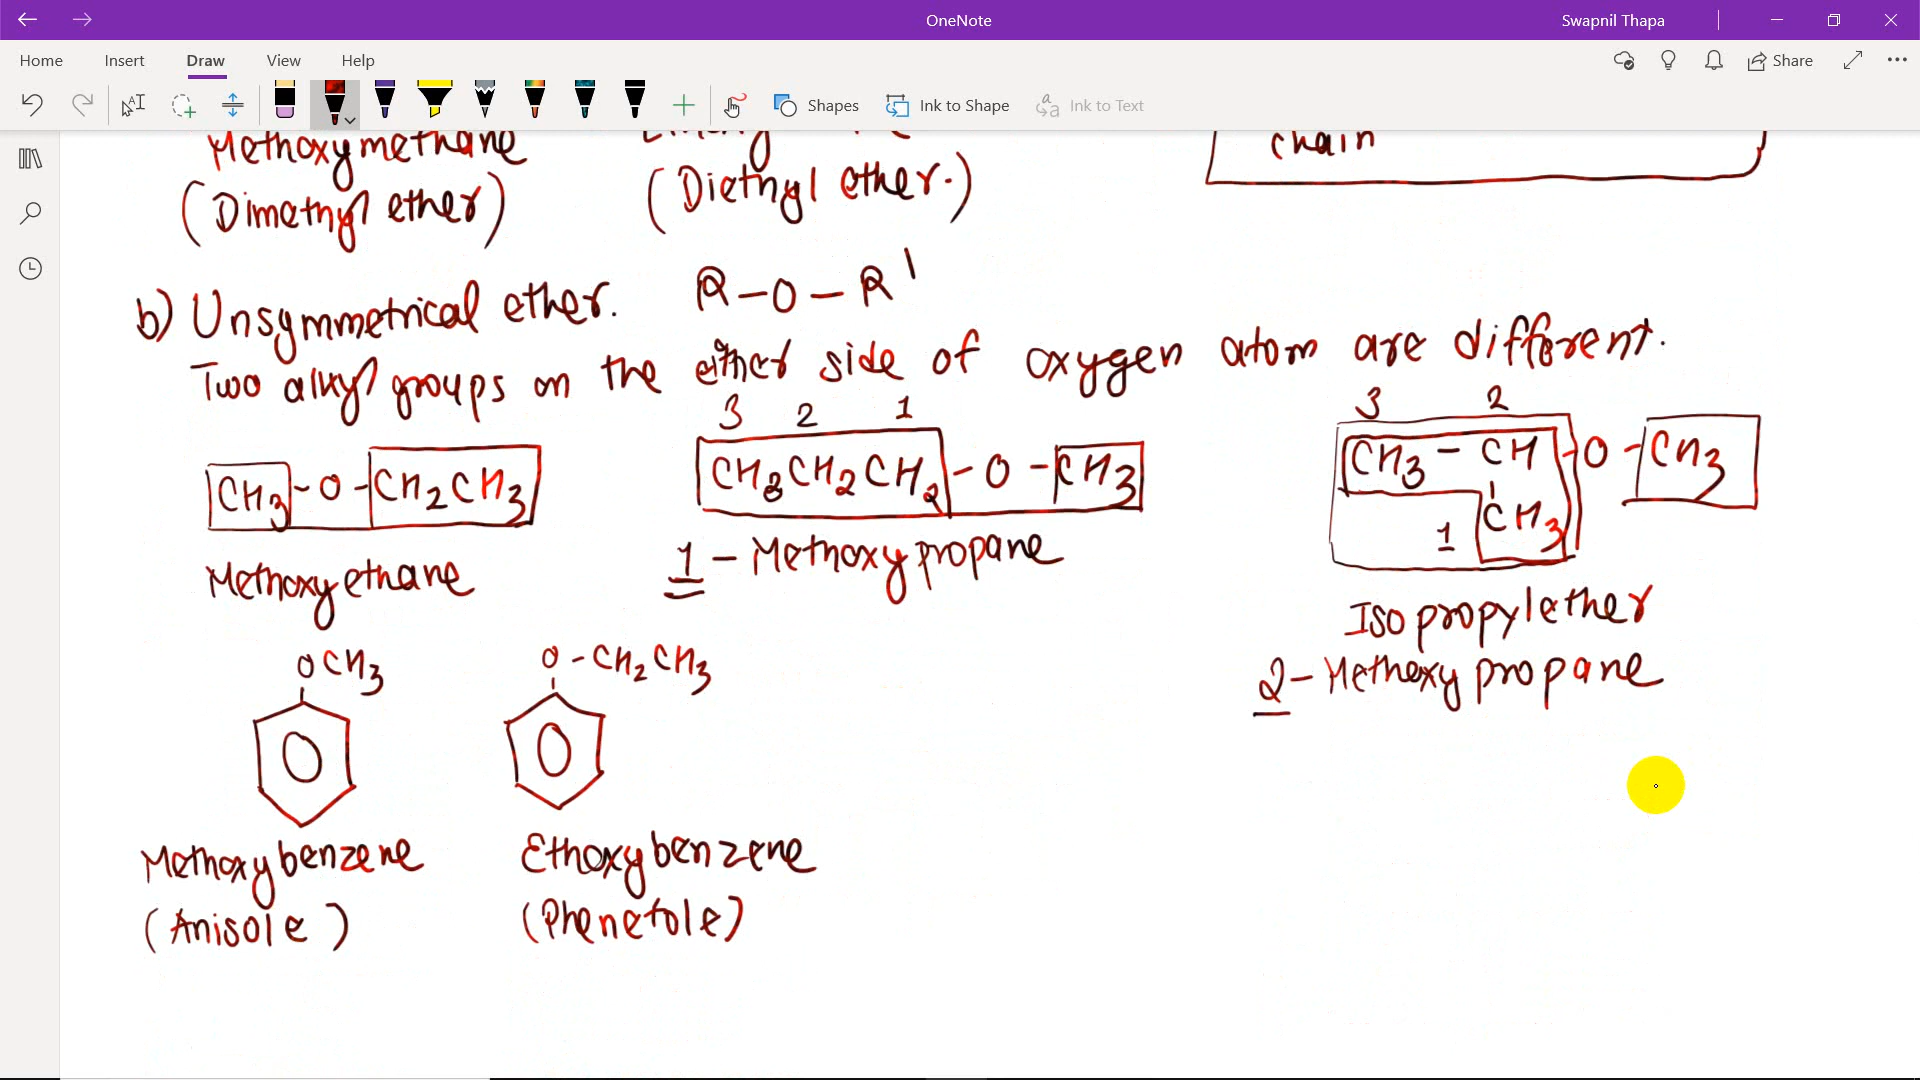 OneNote
Swapnil Thapa
Home Insert Draw View Help
Share
Shapes Ink to Shape Ink to Text
Methoxymethane
chain
(Dimethyl ether) (Diethyl ether.)
b) Unsymmetrical ether. R-O-R'
Two alkyl groups on the either side of oxygen atom are different.
3 2 1
3 2
CH3-O-CH2CH3
CH3CH2CH2-O-CH3
CH3-CH-O-CH3
CH3
1
Methoxyethane
1-Methoxypropane
Isopropylether
2-Methoxypropane
OCH3
O-CH2CH3
Methoxybenzene
(Anisole)
Ethoxybenzene
(Phenetole)